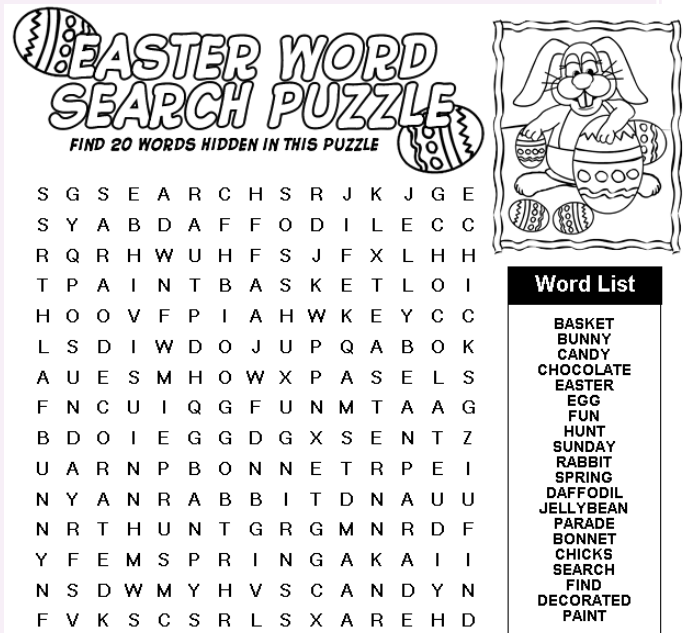 EASTER WORD
SEARCH PUZZLE
FIND 20 WORDS HIDDEN IN THIS PUZZLE
S G S E A R C H S R J K J G E
S Y A B D A F F O D I L E C C
R Q R H W U H F S J F X L H H
T P A I N T B A S K E T L O I
H O O V F P I A H W K E Y C C
L S D I W D O J U P Q A B O K
A U E S M H O W X P A S E L S
F N C U I Q G F U N M T A A G
B D O I E G G D G X S E N T Z
U A R N P B O N N E T R P E I
N Y A N R A B B I T D N A U U
N R T H U N T G R G M N R D F
Y F E M S P R I N G A K A I I
N S D W M Y H V S C A N D Y N
F V K S C S R L S X A R E H D
Word List
BASKET
BUNNY
CANDY
CHOCOLATE
EASTER
EGG
FUN
HUNT
SUNDAY
RABBIT
SPRING
DAFFODIL
JELLYBEAN
PARADE
BONNET
CHICKS
SEARCH
FIND
DECORATED
PAINT